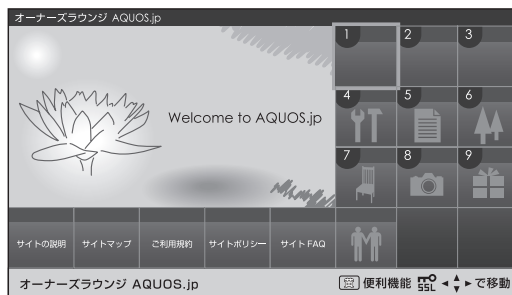 オーナーズラウンジ AQUOS.jp
1 2 3
Welcome to AQUOS.jp
4 5 6
7 8 9
サイトの説明 サイトマップ ご利用規約 サイトポリシー サイト FAQ
オーナーズラウンジ AQUOS.jp 図 便利機能 SSL ◄▲▼► で移動